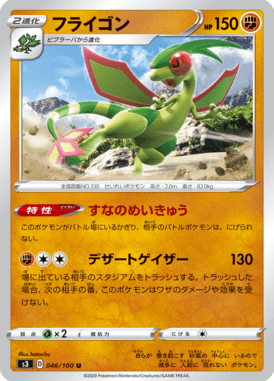 2進化 フライゴン HP 150
ビブラーバから進化
全国図鑑NO.330 せいれいポケモン 高さ：2.0m 重さ：82.0kg
特性 すなのめいきゅう
このポケモンがバトル場にいるかぎり、相手のバトルポケモンは、にげられない。
デザートゲイザー 130
場に出ている相手のスタジアムをトラッシュする。トラッシュした場合、次の相手の番、このポケモンはワザのダメージや効果を受けない。
弱点 ×2 抵抗力 にげる
Illus. hatachu
s3 D 046/100 U
©2020 Pokémon/Nintendo/Creatures/GAME FREAK.